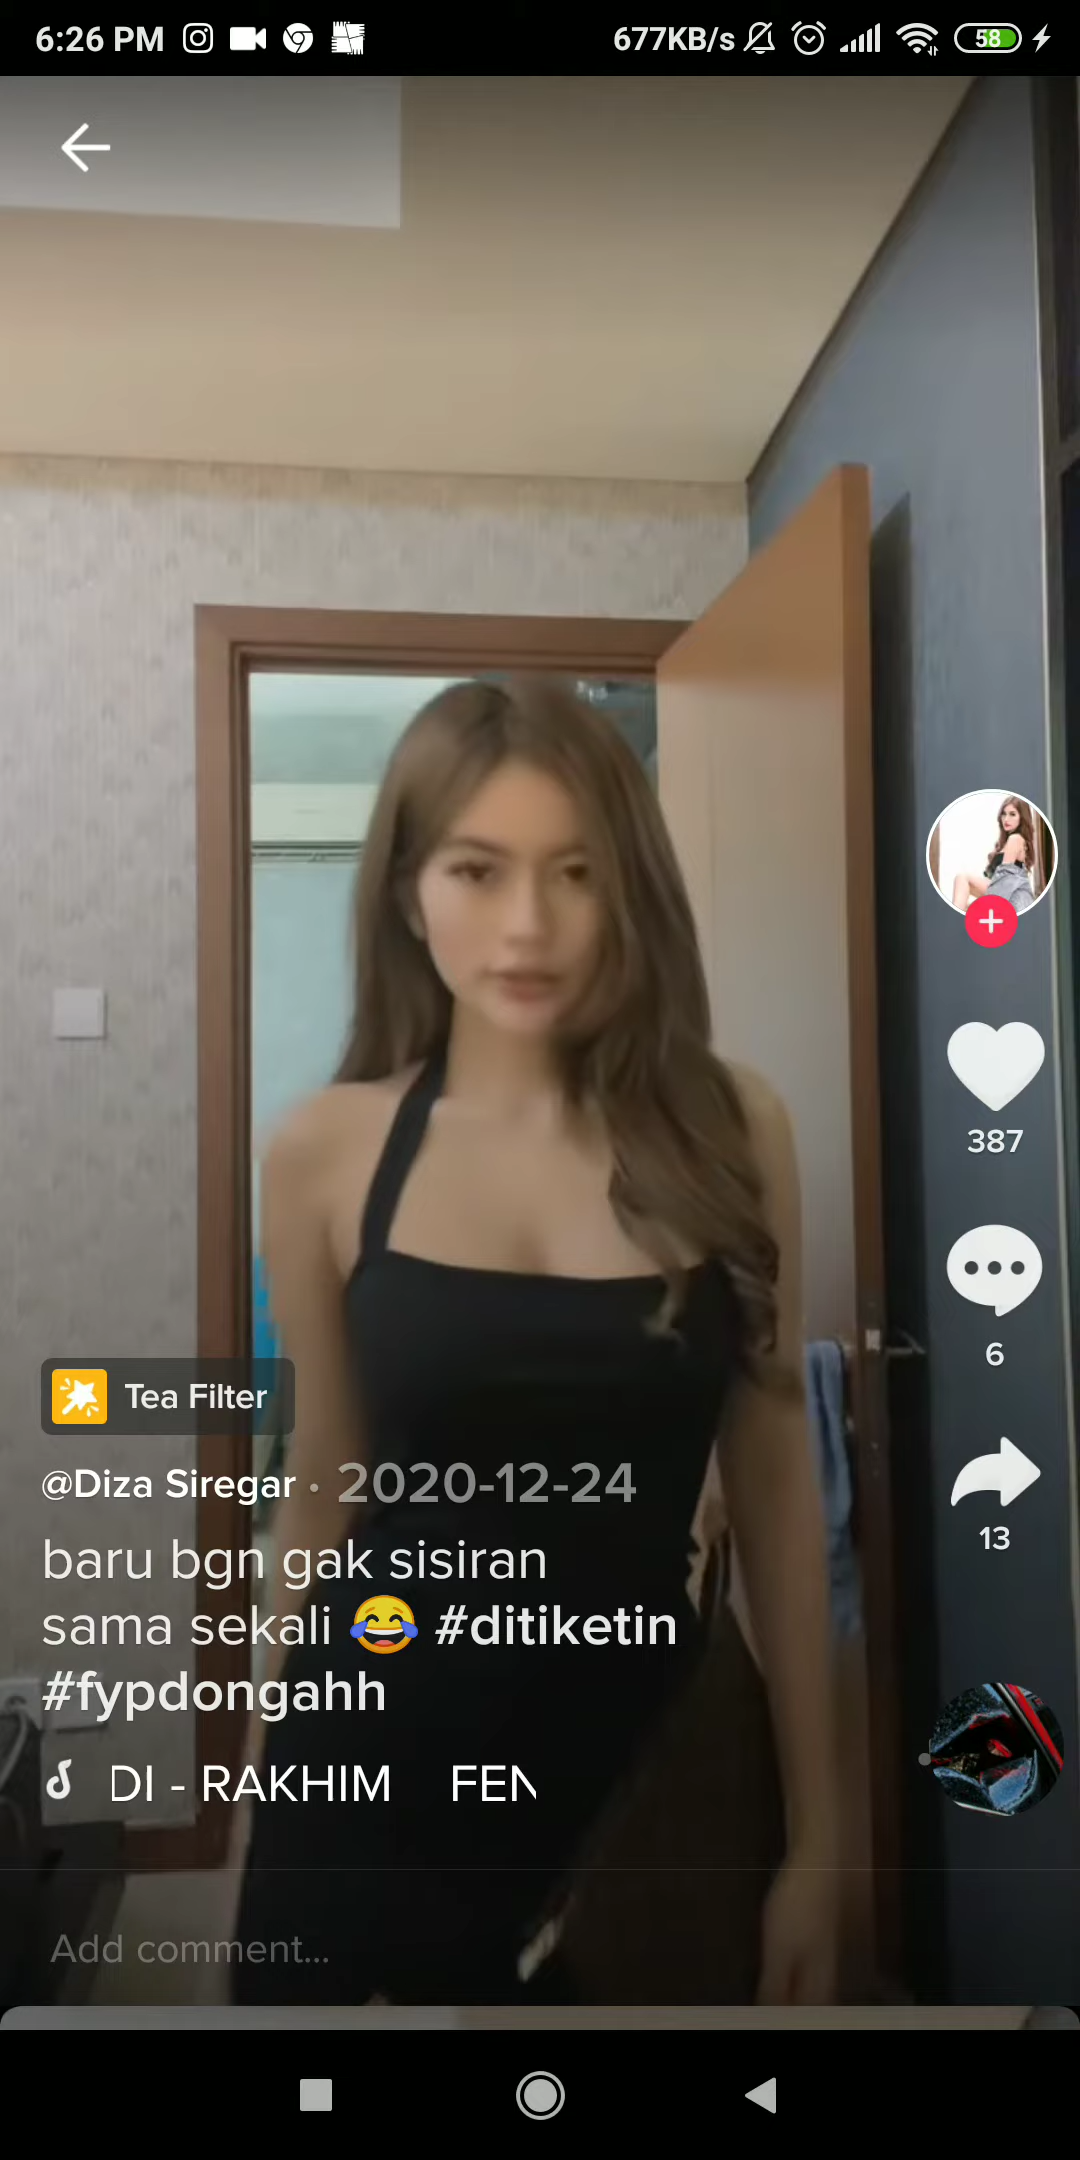 6:26 PM
677KB/s
58
387
6
13
Tea Filter
@Diza Siregar · 2020-12-24
baru bgn gak sisiran
sama sekali 😂 #ditiketin
#fypdongahh
DI - RAKHIM FEN
Add comment...